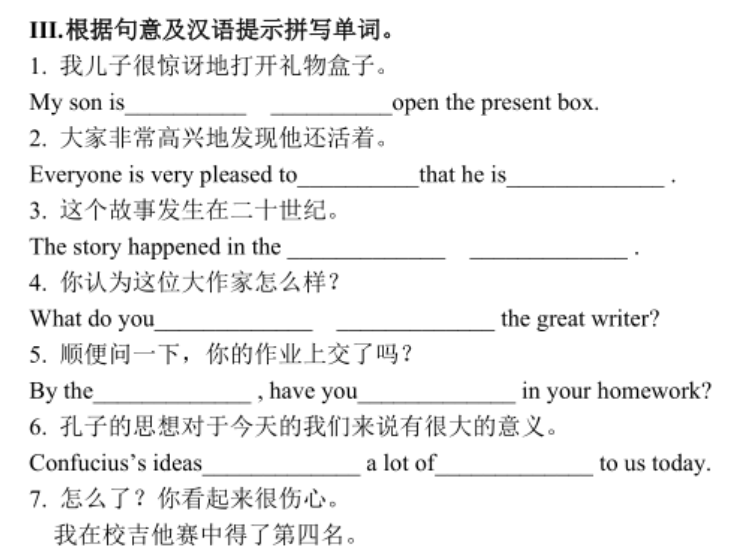 III.根据句意及汉语提示拼写单词。
1. 我儿子很惊讶地打开礼物盒子。
My son is__________ __________open the present box.
2. 大家非常高兴地发现他还活着。
Everyone is very pleased to__________that he is_____________ .
3. 这个故事发生在二十世纪。
The story happened in the _____________ _____________ .
4. 你认为这位大作家怎么样?
What do you_____________ _____________ the great writer?
5. 顺便问一下，你的作业上交了吗?
By the_____________ , have you_____________ in your homework?
6. 孔子的思想对于今天的我们来说有很大的意义。
Confucius’s ideas_____________ a lot of_____________ to us today.
7. 怎么了? 你看起来很伤心。
我在校吉他赛中得了第四名。